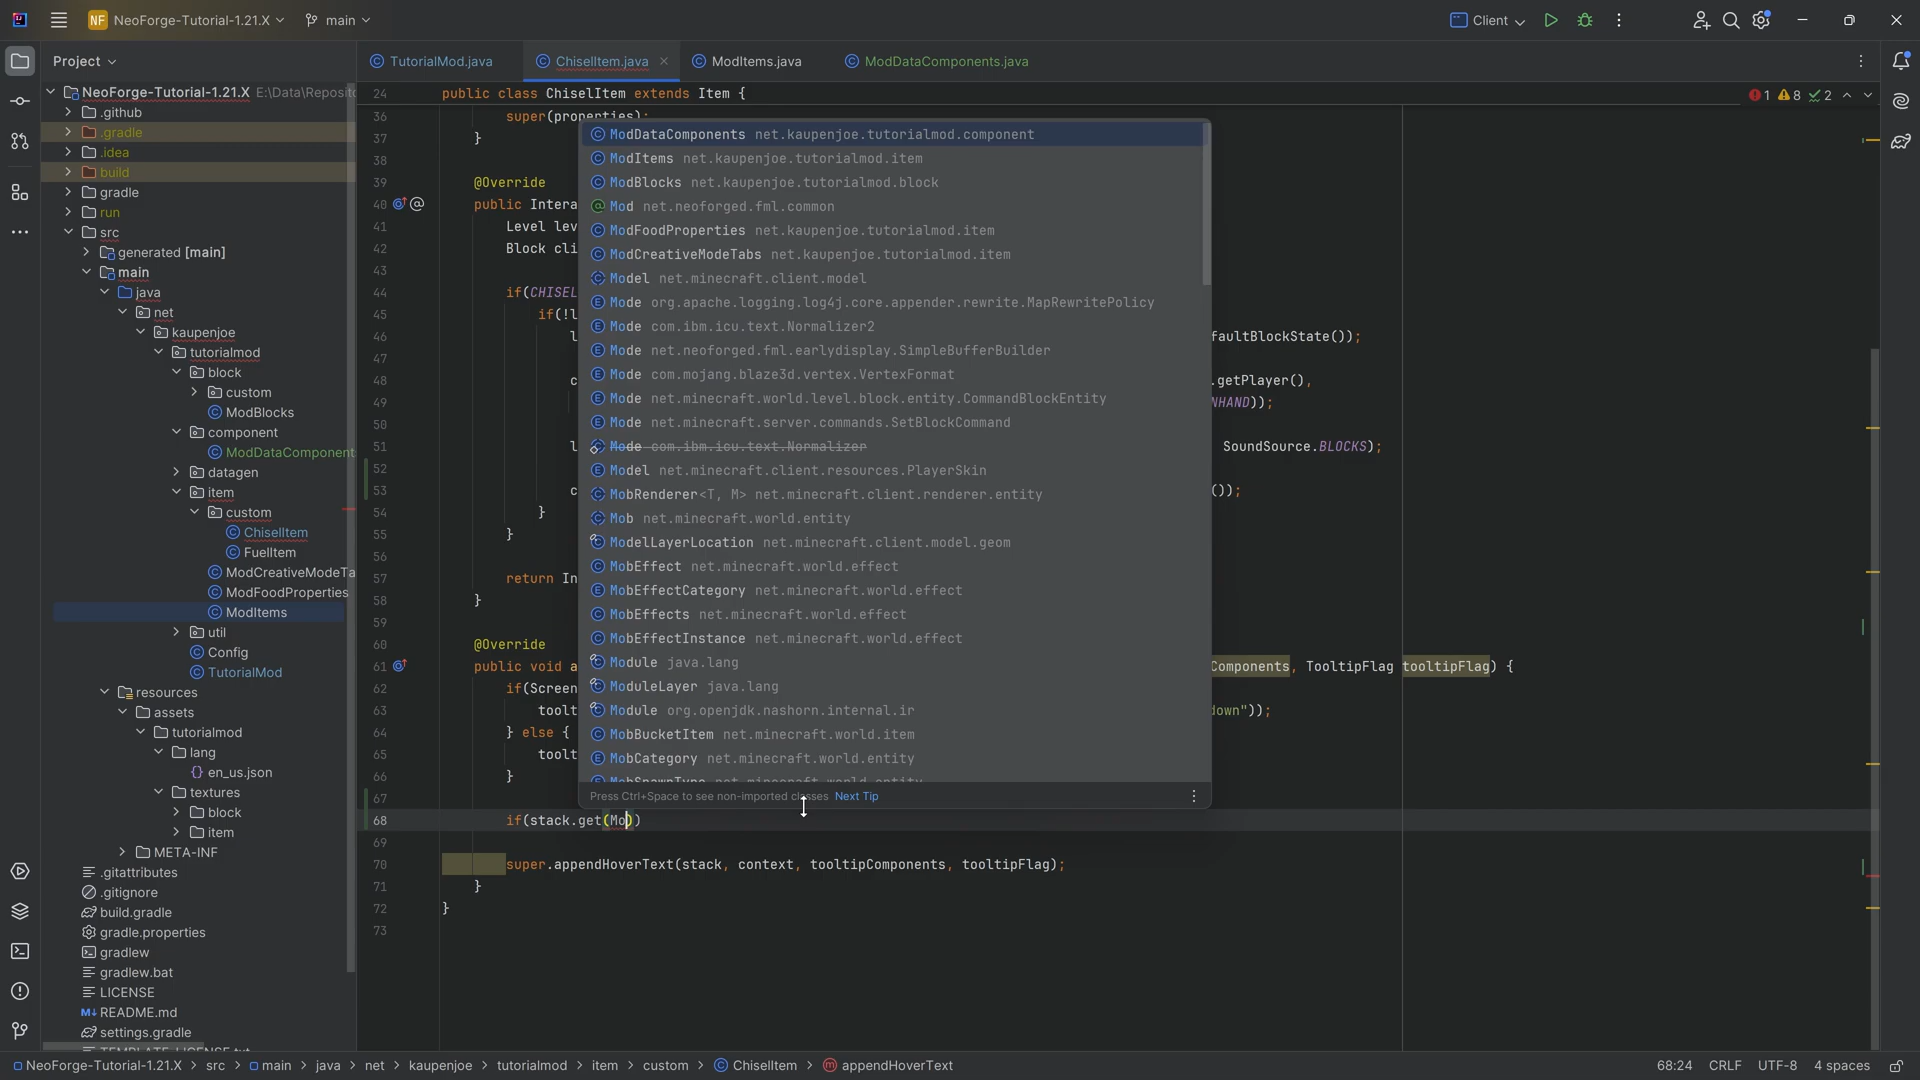 NF NeoForge-Tutorial-1.21.X main Client
Project
TutorialMod.java ChiselItem.java ModItems.java ModDataComponents.java
NeoForge-Tutorial-1.21.X E:\Data\Reposit
.github
.gradle
.idea
build
gradle
run
src
generated [main]
main
java
net
kaupenjoe
tutorialmod
block
custom
ModBlocks
component
ModDataComponent
datagen
item
custom
ChiselItem
FuelItem
ModCreativeModeTa
ModFoodProperties
ModItems
util
Config
TutorialMod
resources
assets
tutorialmod
lang
en_us.json
textures
block
item
META-INF
.gitattributes
.gitignore
build.gradle
gradle.properties
gradlew
gradlew.bat
LICENSE
README.md
settings.gradle
24 public class ChiselItem extends Item { 1 8 2
36 super(properties);
37 }
38
39 @Override
40 public Intera
41 Level lev
42 Block cli
43
44 if(CHISEL
45 if(!l
46 l faultBlockState());
47
48 c .getPlayer(),
49 NHAND));
50
51 l SoundSource.BLOCKS);
52
53 c ());
54 }
55 }
56
57 return In
58 }
59
60 @Override
61 public void a Components, TooltipFlag tooltipFlag) {
62 if(Screen
63 toolt down"));
64 } else {
65 toolt
66 }
67
68 if(stack.get(Mo))
69
70 super.appendHoverText(stack, context, tooltipComponents, tooltipFlag);
71 }
72 }
73
ModDataComponents net.kaupenjoe.tutorialmod.component
ModItems net.kaupenjoe.tutorialmod.item
ModBlocks net.kaupenjoe.tutorialmod.block
Mod net.neoforged.fml.common
ModFoodProperties net.kaupenjoe.tutorialmod.item
ModCreativeModeTabs net.kaupenjoe.tutorialmod.item
Model net.minecraft.client.model
Mode org.apache.logging.log4j.core.appender.rewrite.MapRewritePolicy
Mode com.ibm.icu.text.Normalizer2
Mode net.neoforged.fml.earlydisplay.SimpleBufferBuilder
Mode com.mojang.blaze3d.vertex.VertexFormat
Mode net.minecraft.world.level.block.entity.CommandBlockEntity
Mode net.minecraft.server.commands.SetBlockCommand
Mode com.ibm.icu.text.Normalizer
Model net.minecraft.client.resources.PlayerSkin
MobRenderer<T, M> net.minecraft.client.renderer.entity
Mob net.minecraft.world.entity
ModelLayerLocation net.minecraft.client.model.geom
MobEffect net.minecraft.world.effect
MobEffectCategory net.minecraft.world.effect
MobEffects net.minecraft.world.effect
MobEffectInstance net.minecraft.world.effect
Module java.lang
ModuleLayer java.lang
Module org.openjdk.nashorn.internal.ir
MobBucketItem net.minecraft.world.item
MobCategory net.minecraft.world.entity
MobSpawnType net.minecraft.world.entity
Press Ctrl+Space to see non-imported classes Next Tip
NeoForge-Tutorial-1.21.X > src > main > java > net > kaupenjoe > tutorialmod > item > custom > ChiselItem > appendHoverText 68:24 CRLF UTF-8 4 spaces